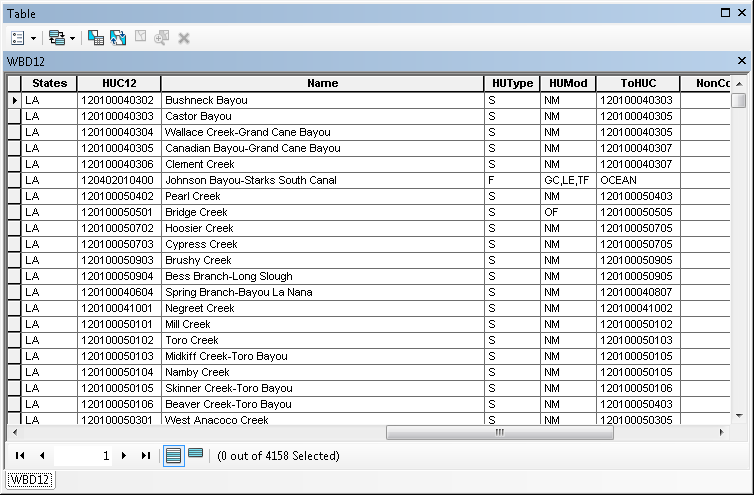 Table
WBD12
States HUC12 Name HUType HUMod ToHUC NonCo
LA 120100040302 Bushneck Bayou S NM 120100040303
LA 120100040303 Castor Bayou S NM 120100040305
LA 120100040304 Wallace Creek-Grand Cane Bayou S NM 120100040305
LA 120100040305 Canadian Bayou-Grand Cane Bayou S NM 120100040307
LA 120100040306 Clement Creek S NM 120100040307
LA 120402010400 Johnson Bayou-Starks South Canal F GC,LE,TF OCEAN
LA 120100050402 Pearl Creek S NM 120100050403
LA 120100050501 Bridge Creek S OF 120100050505
LA 120100050702 Hoosier Creek S NM 120100050705
LA 120100050703 Cypress Creek S NM 120100050705
LA 120100050903 Brushy Creek S NM 120100050905
LA 120100050904 Bess Branch-Long Slough S NM 120100050905
LA 120100040604 Spring Branch-Bayou La Nana S NM 120100040807
LA 120100041001 Negreet Creek S NM 120100041002
LA 120100050101 Mill Creek S NM 120100050102
LA 120100050102 Toro Creek S NM 120100050103
LA 120100050103 Midkiff Creek-Toro Bayou S NM 120100050105
LA 120100050104 Namby Creek S NM 120100050105
LA 120100050105 Skinner Creek-Toro Bayou S NM 120100050106
LA 120100050106 Beaver Creek-Toro Bayou S NM 120100050403
LA 120100050301 West Anacoco Creek S NM 120100050305
1 (0 out of 4158 Selected)
WBD12